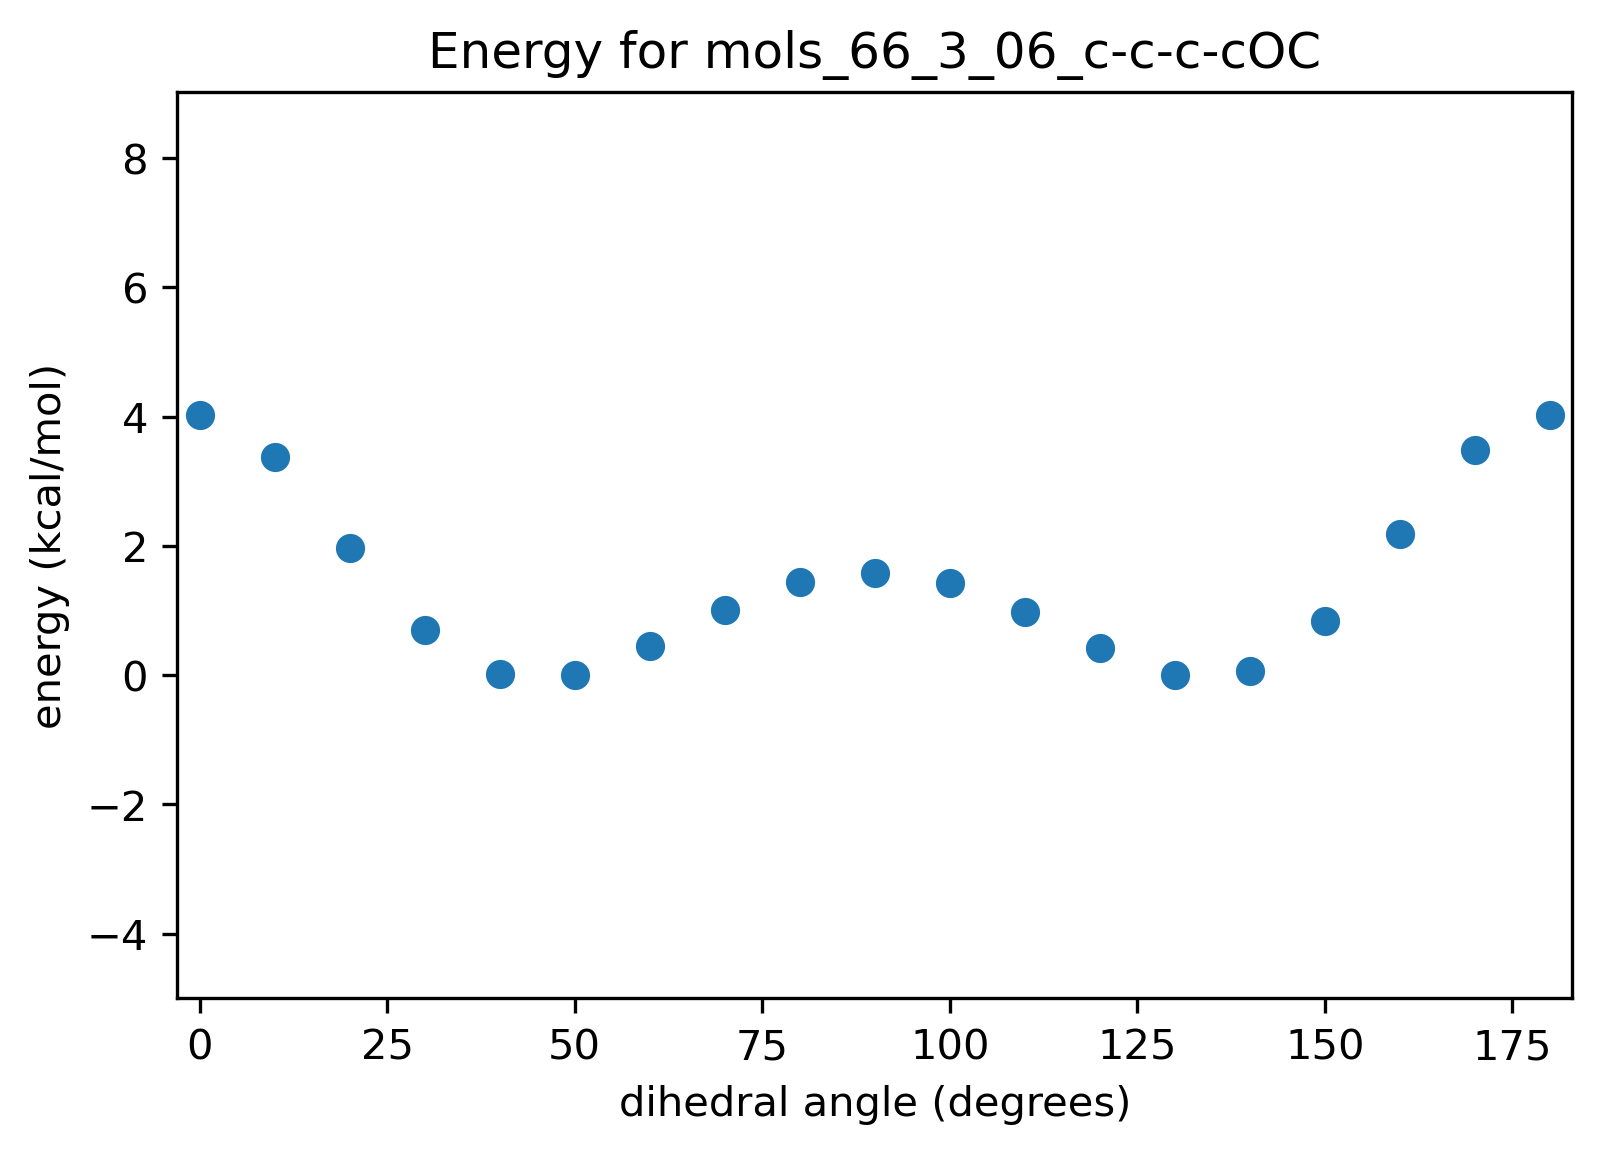 Energy for mols_66_3_06_c-c-c-cOC
energy (kcal/mol)
8
6
4
2
0
−2
−4
0 25 50 75 100 125 150 175
dihedral angle (degrees)